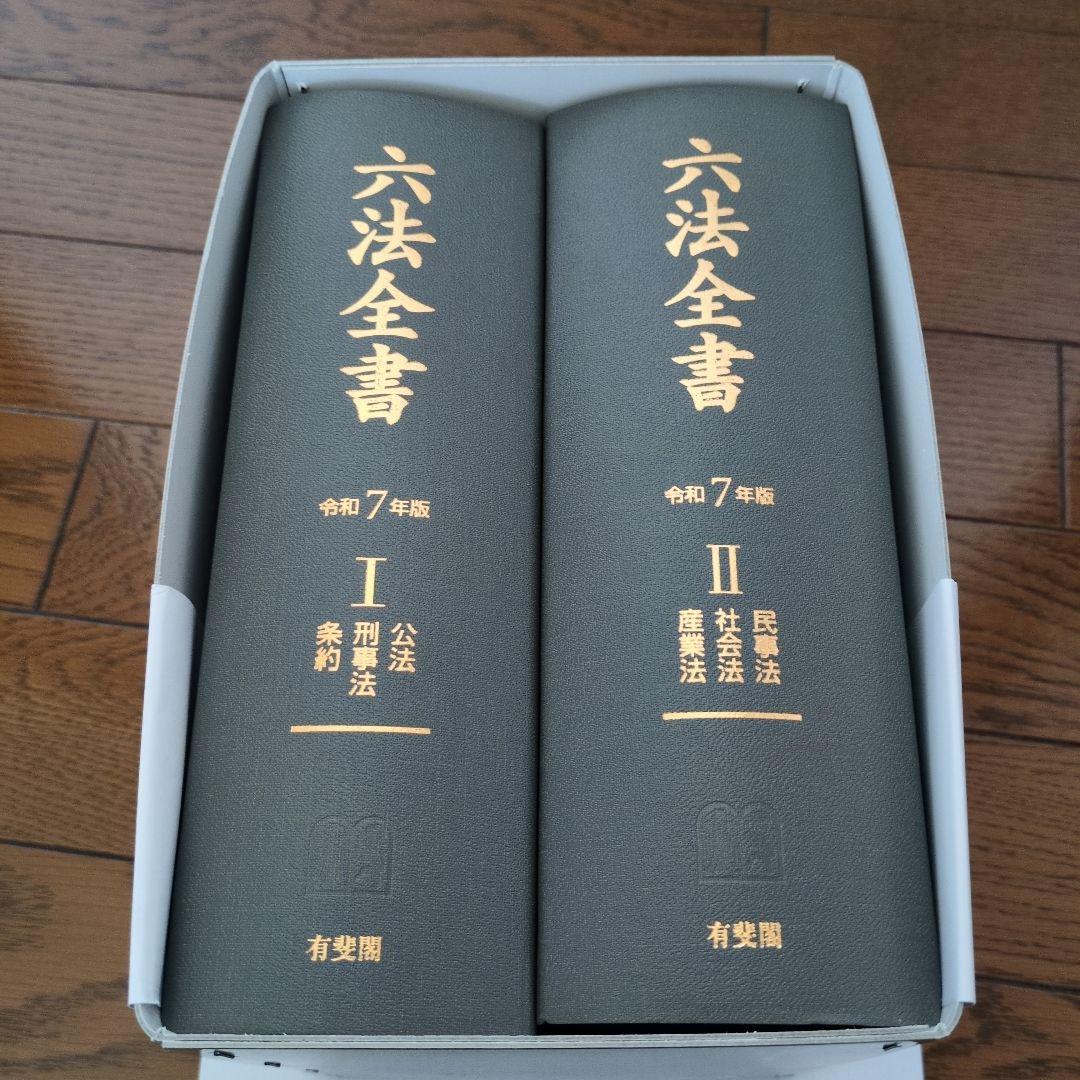 六法全書
令和7年版
I
公法
刑事法
条約
有斐閣
六法全書
令和7年版
II
民事法
社会法
産業法
有斐閣